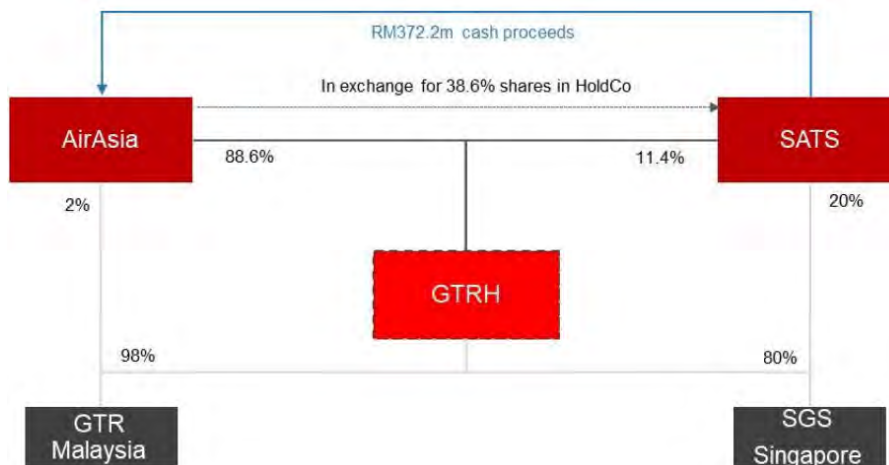 RM372.2m cash proceeds
In exchange for 38.6% shares in HoldCo
AirAsia
SATS
88.6%
11.4%
2%
20%
GTRH
98%
80%
GTR
Malaysia
SGS
Singapore